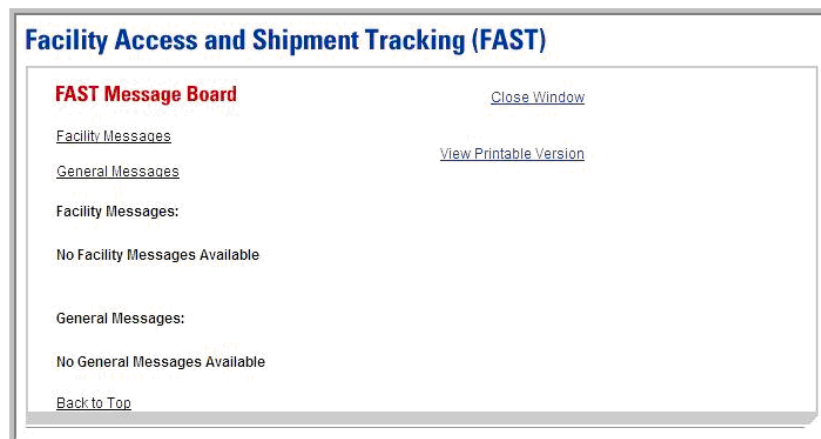 Facility Access and Shipment Tracking (FAST)
FAST Message Board
Close Window
Facility Messages
View Printable Version
General Messages
Facility Messages:
No Facility Messages Available
General Messages:
No General Messages Available
Back to Top